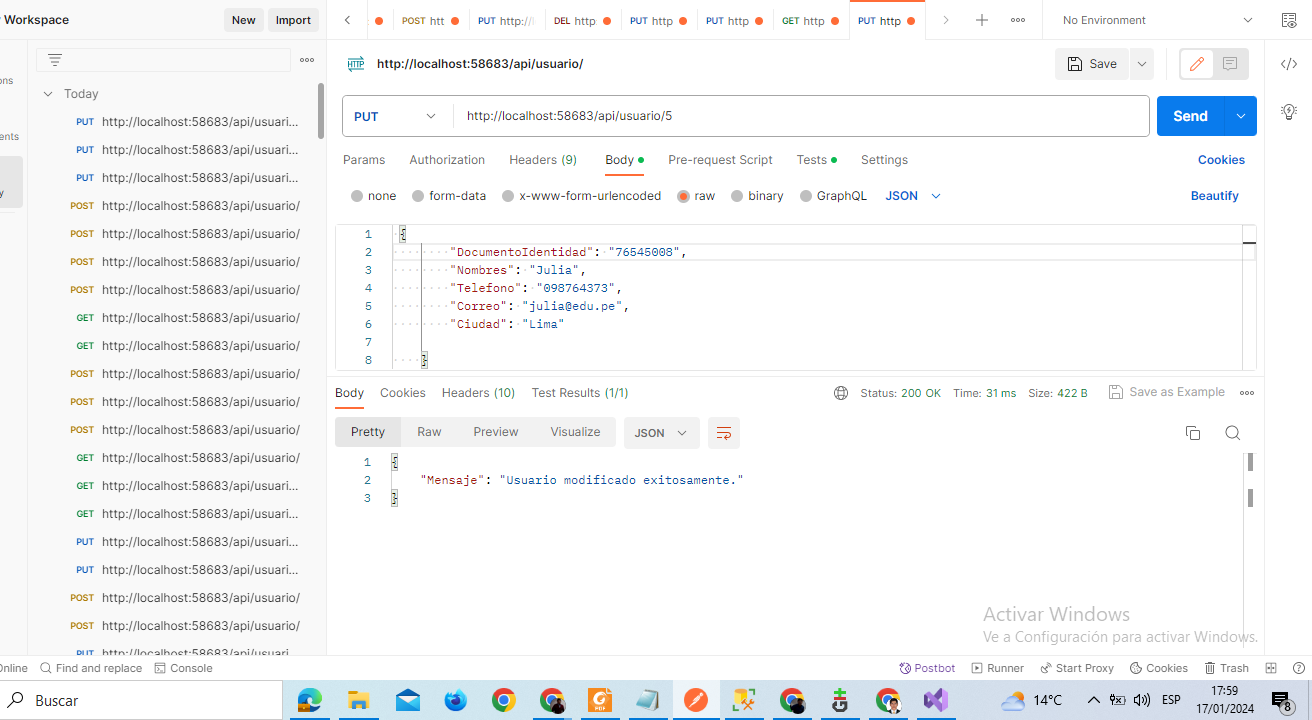 Workspace
New
Import
POST htt
PUT http://l
DEL http:
PUT http
PUT http
GET http
PUT http
No Environment
ons
ents
y
Today
PUT http://localhost:58683/api/usuari...
PUT http://localhost:58683/api/usuari...
PUT http://localhost:58683/api/usuari...
POST http://localhost:58683/api/usuario/
POST http://localhost:58683/api/usuario/
POST http://localhost:58683/api/usuario/
POST http://localhost:58683/api/usuario/
GET http://localhost:58683/api/usuario/
GET http://localhost:58683/api/usuario/
POST http://localhost:58683/api/usuario/
POST http://localhost:58683/api/usuario/
POST http://localhost:58683/api/usuario/
GET http://localhost:58683/api/usuario/
GET http://localhost:58683/api/usuari...
GET http://localhost:58683/api/usuario/
PUT http://localhost:58683/api/usuari...
PUT http://localhost:58683/api/usuari...
POST http://localhost:58683/api/usuario/
POST http://localhost:58683/api/usuario/
PUT http://localhost:58683/api/usuari...
HTTP http://localhost:58683/api/usuario/
Save
PUT
http://localhost:58683/api/usuario/5
Send
Params
Authorization
Headers (9)
Body
Pre-request Script
Tests
Settings
Cookies
none
form-data
x-www-form-urlencoded
raw
binary
GraphQL
JSON
Beautify
1 {
2 "DocumentoIdentidad": "76545008",
3 "Nombres": "Julia",
4 "Telefono": "098764373",
5 "Correo": "julia@edu.pe",
6 "Ciudad": "Lima"
7
8 }
Body
Cookies
Headers (10)
Test Results (1/1)
Status: 200 OK
Time: 31 ms
Size: 422 B
Save as Example
Pretty
Raw
Preview
Visualize
JSON
1 {
2 "Mensaje": "Usuario modificado exitosamente."
3 }
Activar Windows
Ve a Configuración para activar Windows.
Online
Find and replace
Console
Postbot
Runner
Start Proxy
Cookies
Trash
Buscar
PDF
14°C
ESP
17:59
17/01/2024
8